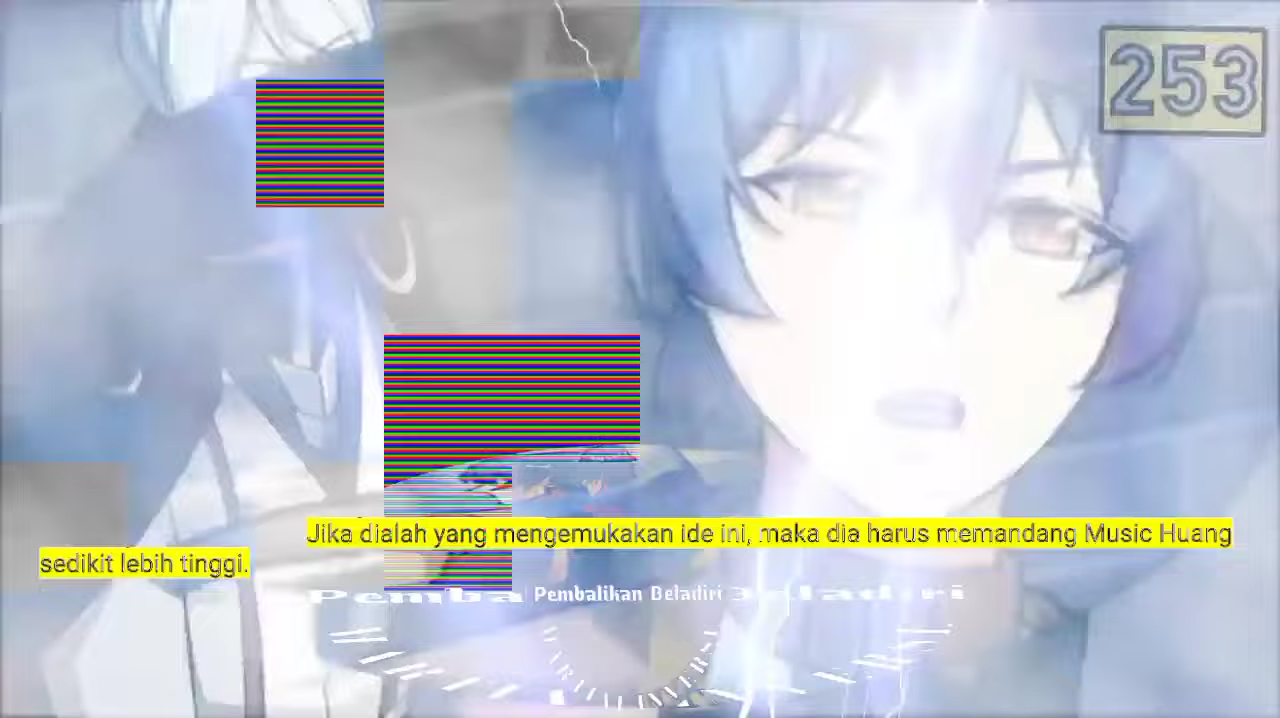 253
Jika dialah yang mengemukakan ide ini, maka dia harus memandang Music Huang
sedikit lebih tinggi.
Pembalikan Beladiri